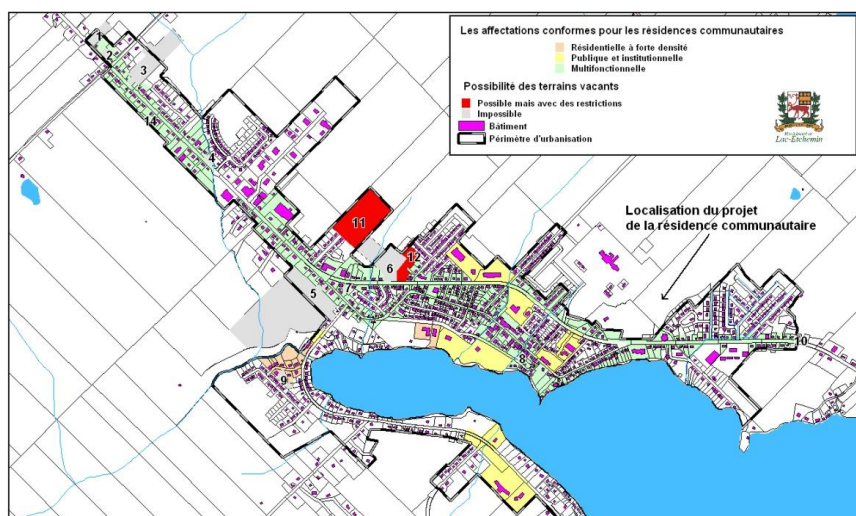 Les affectations conformes pour les résidences communautaires
Résidentielle à forte densité
Publique et institutionnelle
Multifonctionnelle
Possibilité des terrains vacants
Possible mais avec des restrictions
Impossible
Bâtiment
Périmètre d'urbanisation
Lac-Etchemin
1
2
3
14
4
11
12
6
5
7
Localisation du projet
de la résidence communautaire
8
10
9